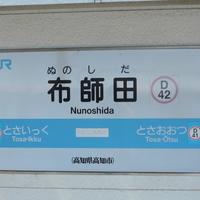 JR
ぬのしだ
布師田
Nunoshida
D
42
とさいっく
Tosa-Ikku
とさおおつ
Tosa-Otsu
D
41
(高知県高知市)